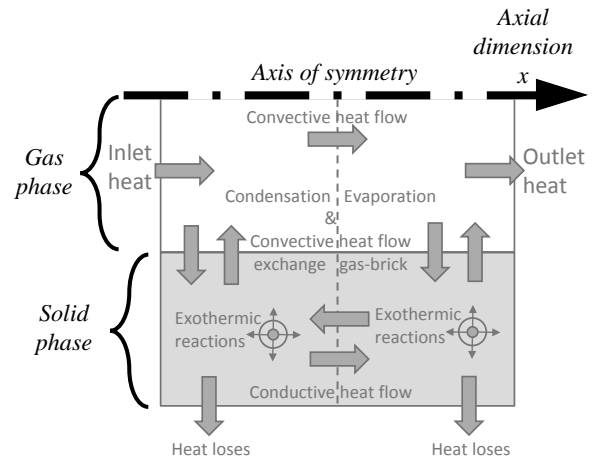 Axial
dimension
x
Axis of symmetry
Convective heat flow
Gas
phase
Inlet
heat
Outlet
heat
Condensation Evaporation
&
Convective heat flow
exchange gas-brick
Solid
phase
Exothermic
reactions
Exothermic
reactions
Conductive heat flow
Heat loses
Heat loses